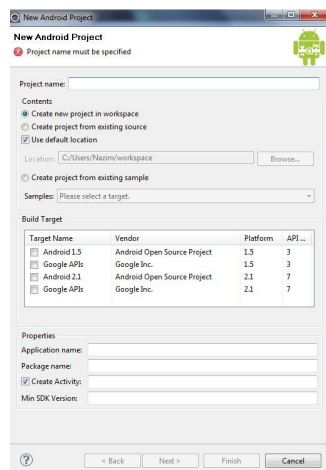 New Android Project
New Android Project
Project name must be specified
Project name:
Contents
Create new project in workspace
Create project from existing source
Use default location
Location: C:/Users/Nazim/workspace Browse...
Create project from existing sample
Samples: Please select a target.
Build Target
Target Name Vendor Platform API ...
Android 1.5 Android Open Source Project 1.5 3
Google APIs Google Inc. 1.5 3
Android 2.1 Android Open Source Project 2.1 7
Google APIs Google Inc. 2.1 7
Properties
Application name:
Package name:
Create Activity:
Min SDK Version:
? < Back Next > Finish Cancel